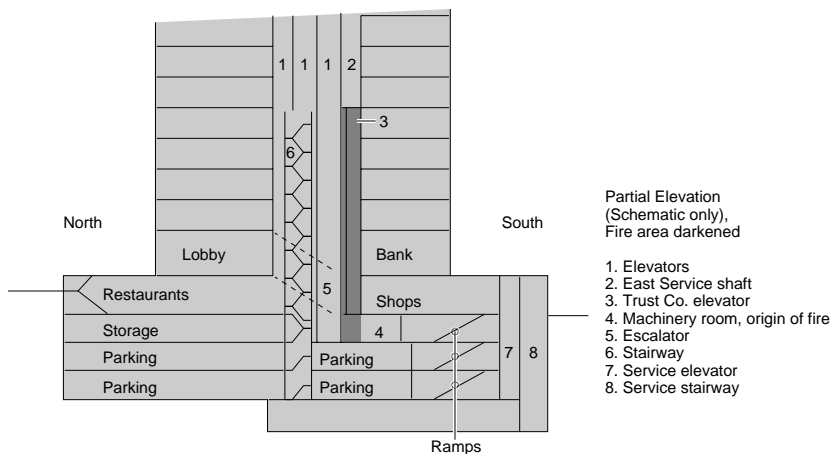 1 1 1 2
3
6
North
South
Lobby
Bank
5
Restaurants
Shops
Storage
4
Parking
Parking
7
8
Parking
Parking
Ramps
Partial Elevation
(Schematic only),
Fire area darkened
1. Elevators
2. East Service shaft
3. Trust Co. elevator
4. Machinery room, origin of fire
5. Escalator
6. Stairway
7. Service elevator
8. Service stairway